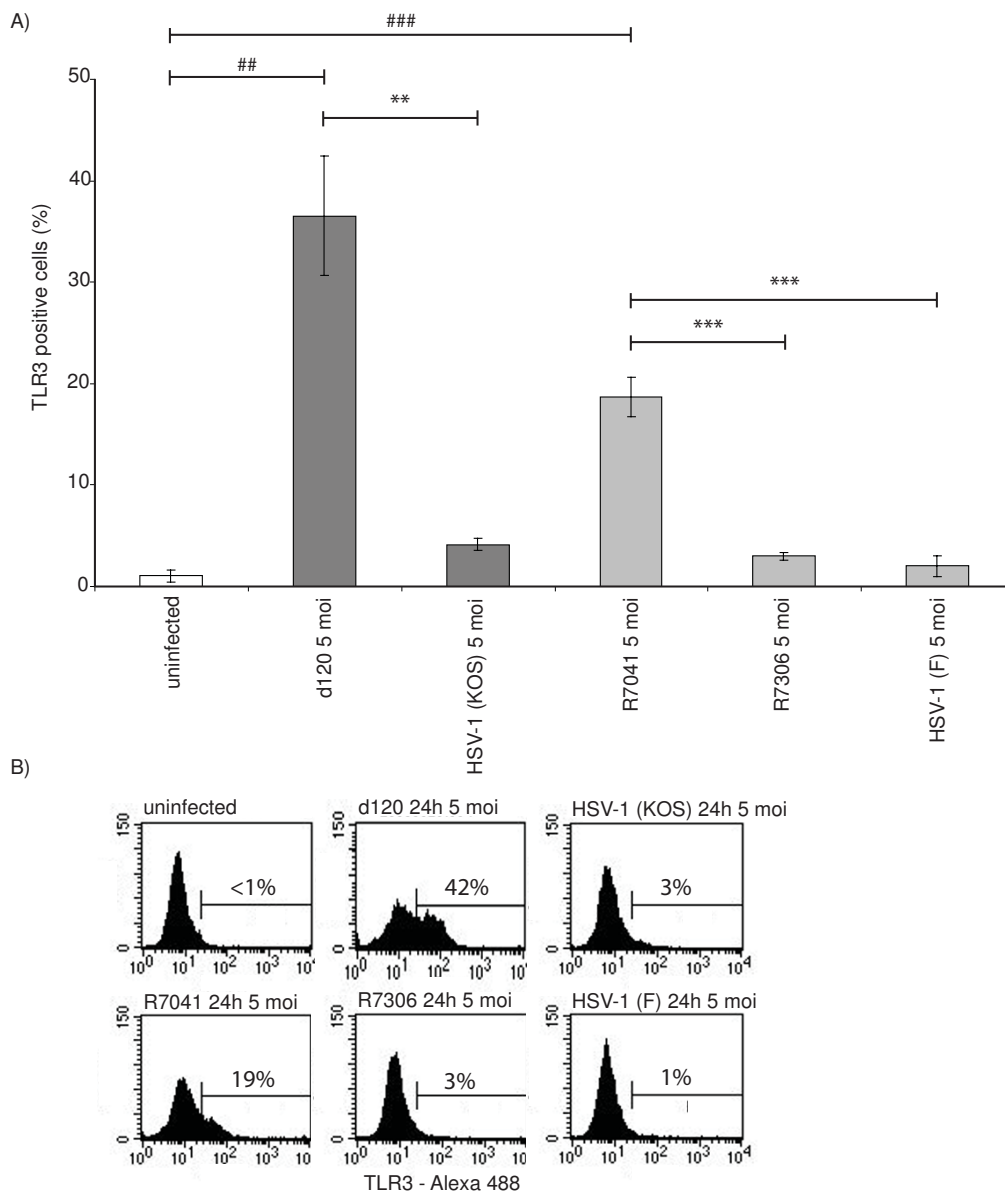 A)
###
##
**
***
***
50
40
30
20
10
0
TLR3 positive cells (%)
uninfected
d120 5 moi
HSV-1 (KOS) 5 moi
R7041 5 moi
R7306 5 moi
HSV-1 (F) 5 moi
B)
uninfected
d120 24h 5 moi
HSV-1 (KOS) 24h 5 moi
150 150 150
<1% 42% 3%
0 0 0
10^0 10^1 10^2 10^3 10^4 10^0 10^1 10^2 10^3 10^4 10^0 10^1 10^2 10^3 10^4
R7041 24h 5 moi
R7306 24h 5 moi
HSV-1 (F) 24h 5 moi
150 150 150
19% 3% 1%
0 0 0
10^0 10^1 10^2 10^3 10^4 10^0 10^1 10^2 10^3 10^4 10^0 10^1 10^2 10^3 10^4
TLR3 - Alexa 488